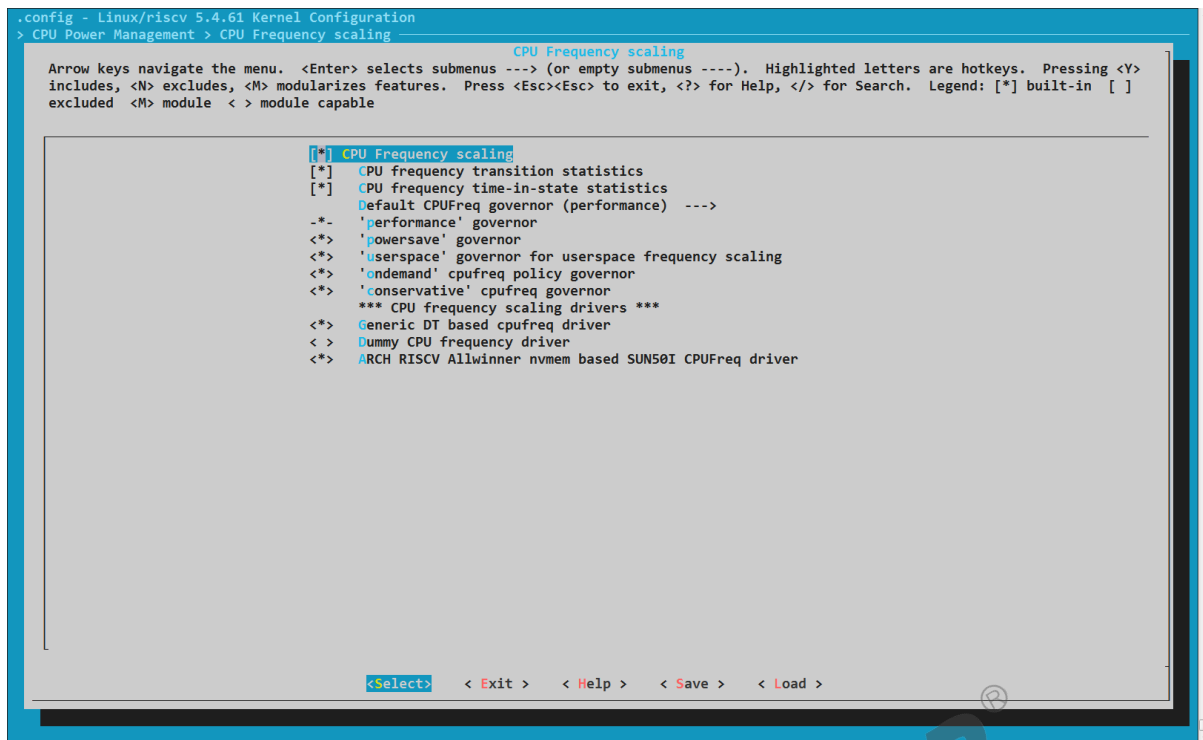 .config - Linux/riscv 5.4.61 Kernel Configuration
> CPU Power Management > CPU Frequency scaling
CPU Frequency scaling
Arrow keys navigate the menu.  <Enter> selects submenus ---> (or empty submenus ----).  Highlighted letters are hotkeys.  Pressing <Y>
includes, <N> excludes, <M> modularizes features.  Press <Esc><Esc> to exit, <?> for Help, </> for Search.  Legend: [*] built-in  [ ]
excluded  <M> module  < > module capable
[*] CPU Frequency scaling
[*]   CPU frequency transition statistics
[*]   CPU frequency time-in-state statistics
Default CPUFreq governor (performance)  --->
-*-   'performance' governor
<*>   'powersave' governor
<*>   'userspace' governor for userspace frequency scaling
<*>   'ondemand' cpufreq policy governor
<*>   'conservative' cpufreq governor
*** CPU frequency scaling drivers ***
<*>   Generic DT based cpufreq driver
< >   Dummy CPU frequency driver
<*>   ARCH RISCV Allwinner nvmem based SUN50I CPUFreq driver
<Select>    < Exit >    < Help >    < Save >    < Load >
®